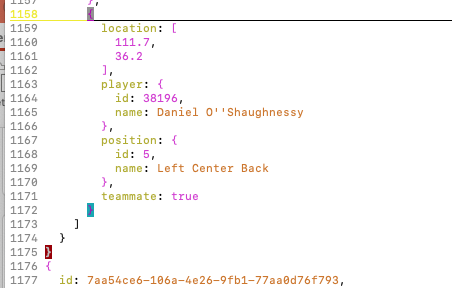 1157 },
1158 {
1159 location: [
1160 111.7,
1161 36.2
1162 ],
1163 player: {
1164 id: 38196,
1165 name: Daniel O''Shaughnessy
1166 },
1167 position: {
1168 id: 5,
1169 name: Left Center Back
1170 },
1171 teammate: true
1172 }
1173 ]
1174 }
1175 }
1176 {
1177 id: 7aa54ce6-106a-4e26-9fb1-77aa0d76f793,